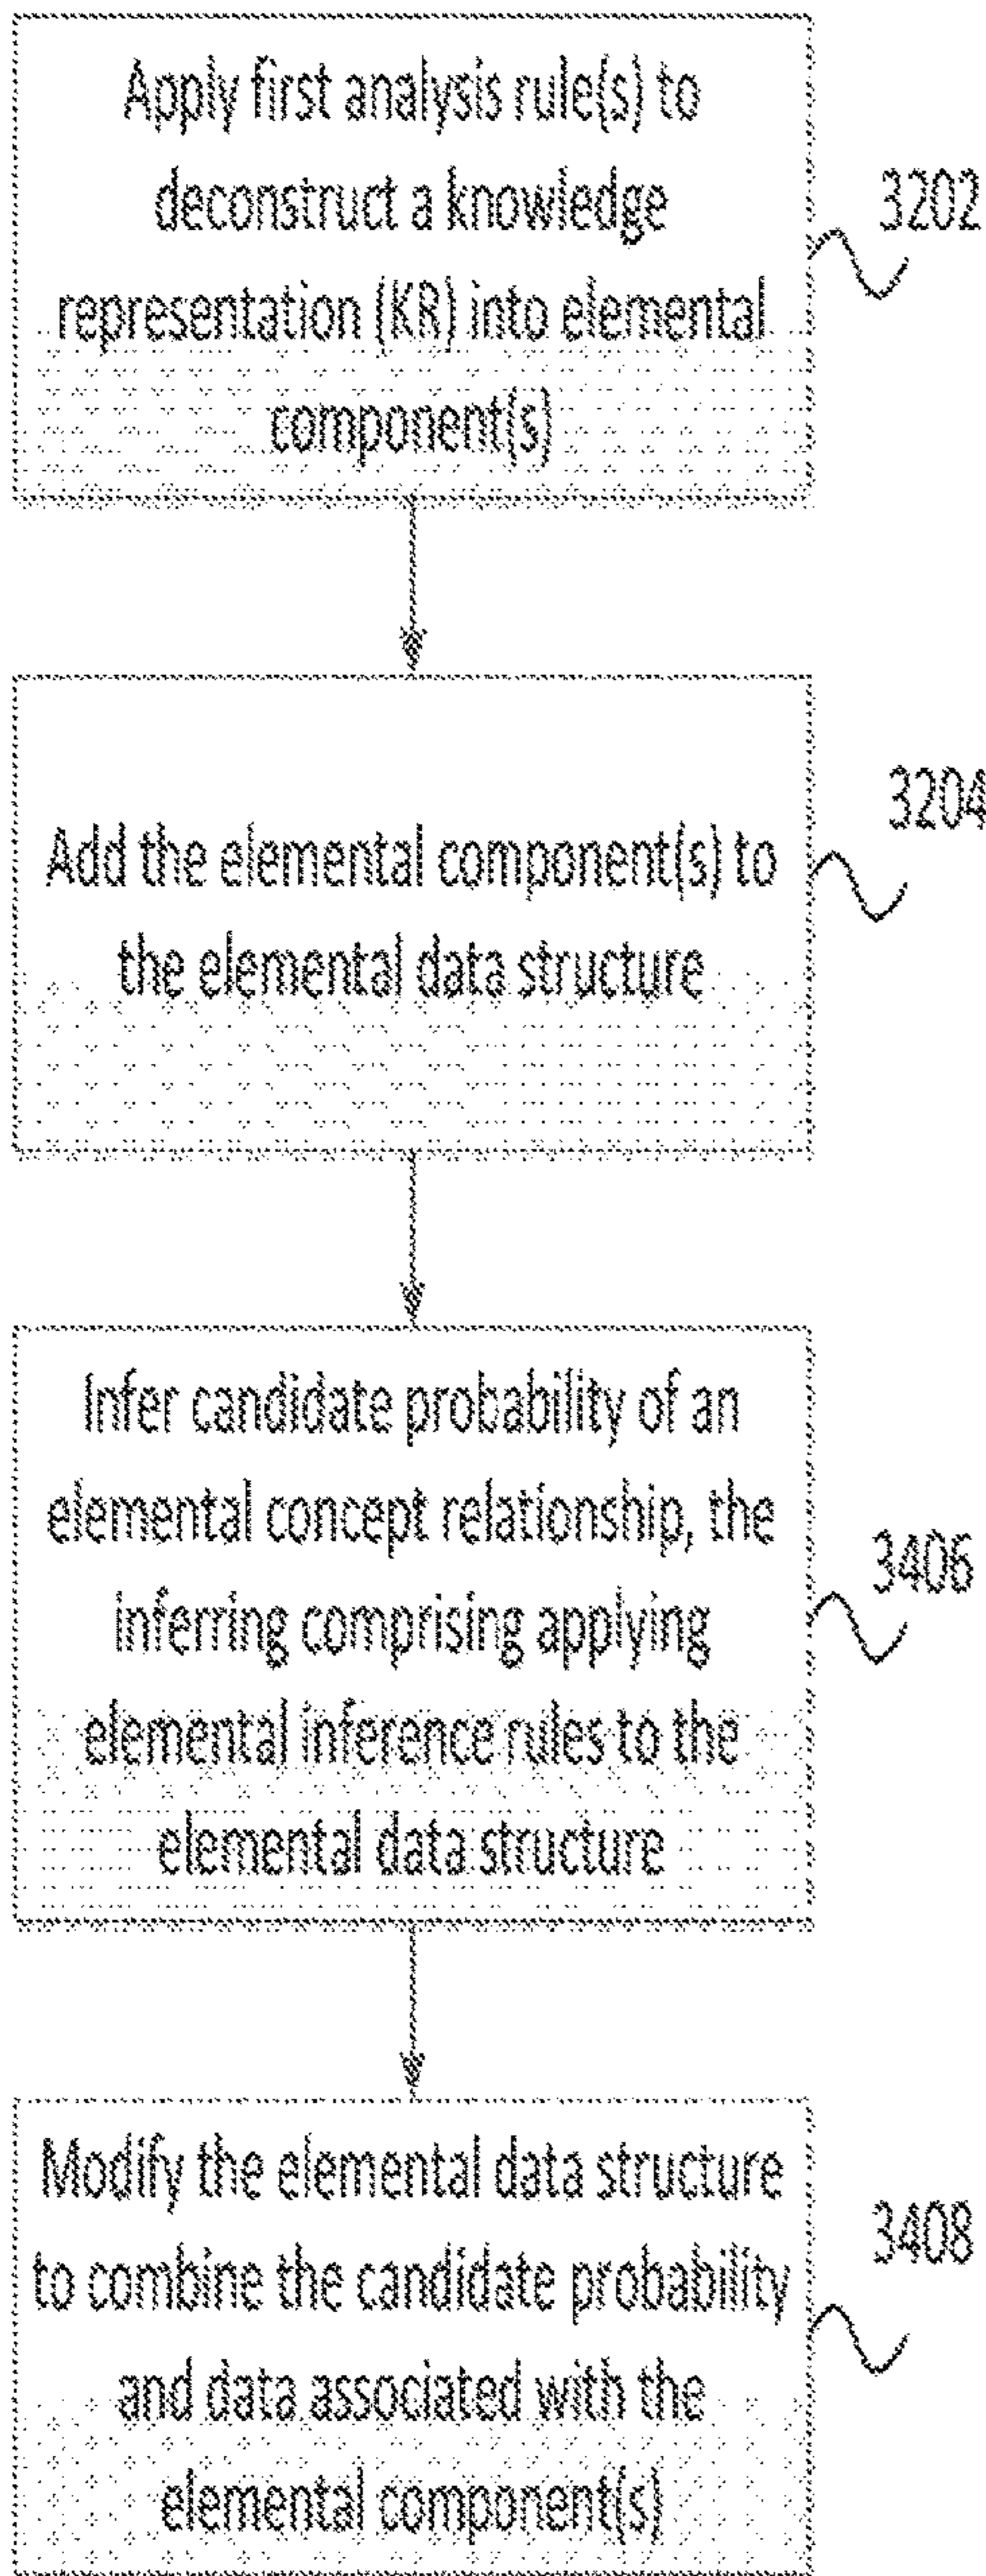 Apply first analysis rule(s) to
deconstruct a knowledge
representation (KR) into elemental
component(s)
3202
Add the elemental component(s) to
the elemental data structure
3204
Infer candidate probability of an
elemental concept relationship, the
inferring comprising applying
elemental inference rules to the
elemental data structure
3406
Modify the elemental data structure
to combine the candidate probability
and data associated with the
elemental component(s)
3408